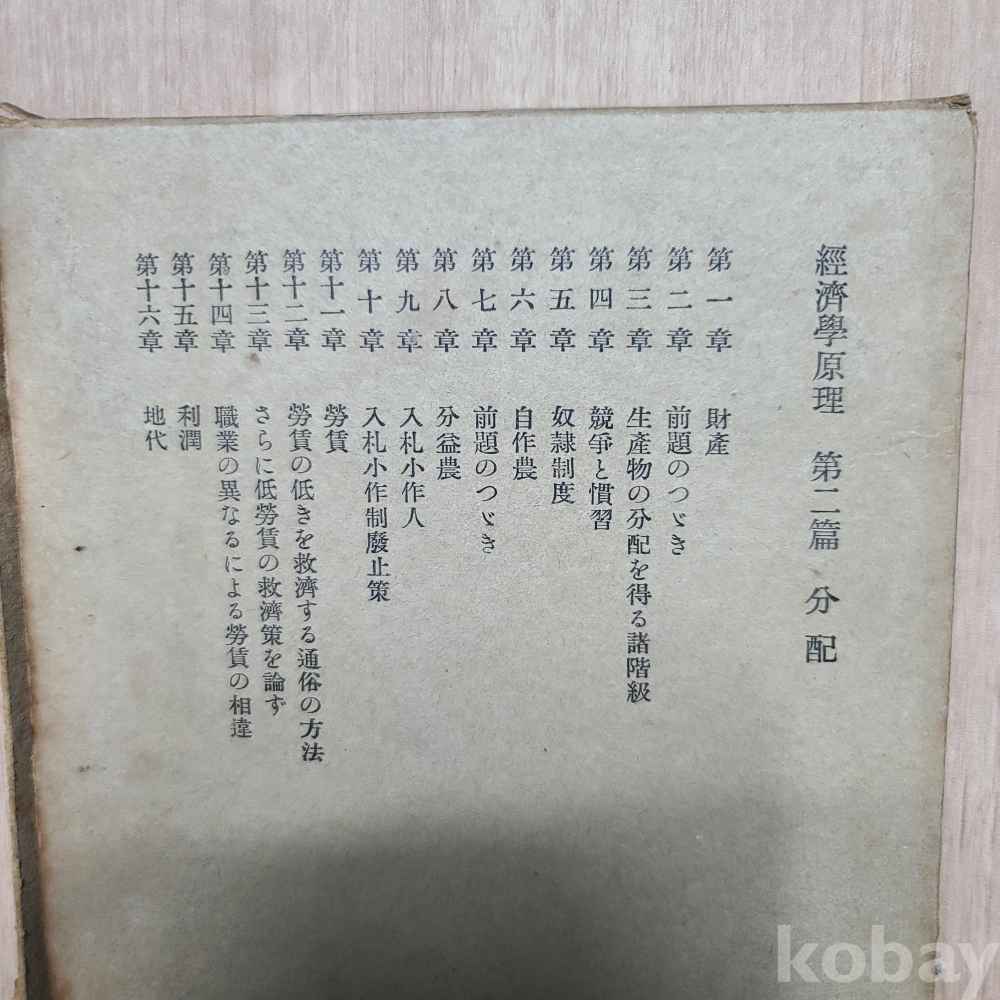 經濟學原理 第二篇 分配
第一章 財產
第二章 前題のつゞき
第三章 生產物の分配を得る諸階級
第四章 競爭と慣習
第五章 奴隷制度
第六章 自作農
第七章 前題のつゞき
第八章 分益農
第九章 入札小作人
第十章 入札小作制廢止策
第十一章 勞賃
第十二章 勞賃の低きを救濟する通俗の方法
第十三章 さらに低勞賃の救濟策を論ず
第十四章 職業の異なるによる勞賃の相違
第十五章 利潤
第十六章 地代
kobay